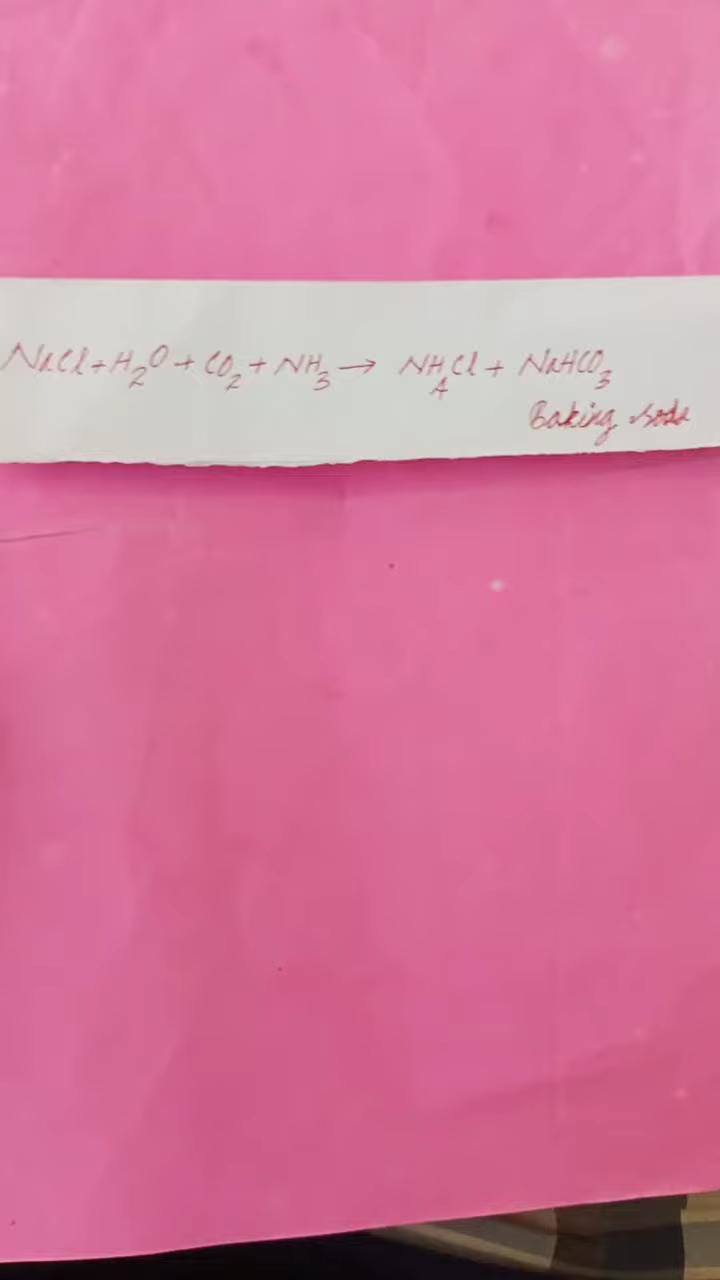 NaCl + H₂O + CO₂ + NH₃ → NH₄Cl + NaHCO₃
Baking soda